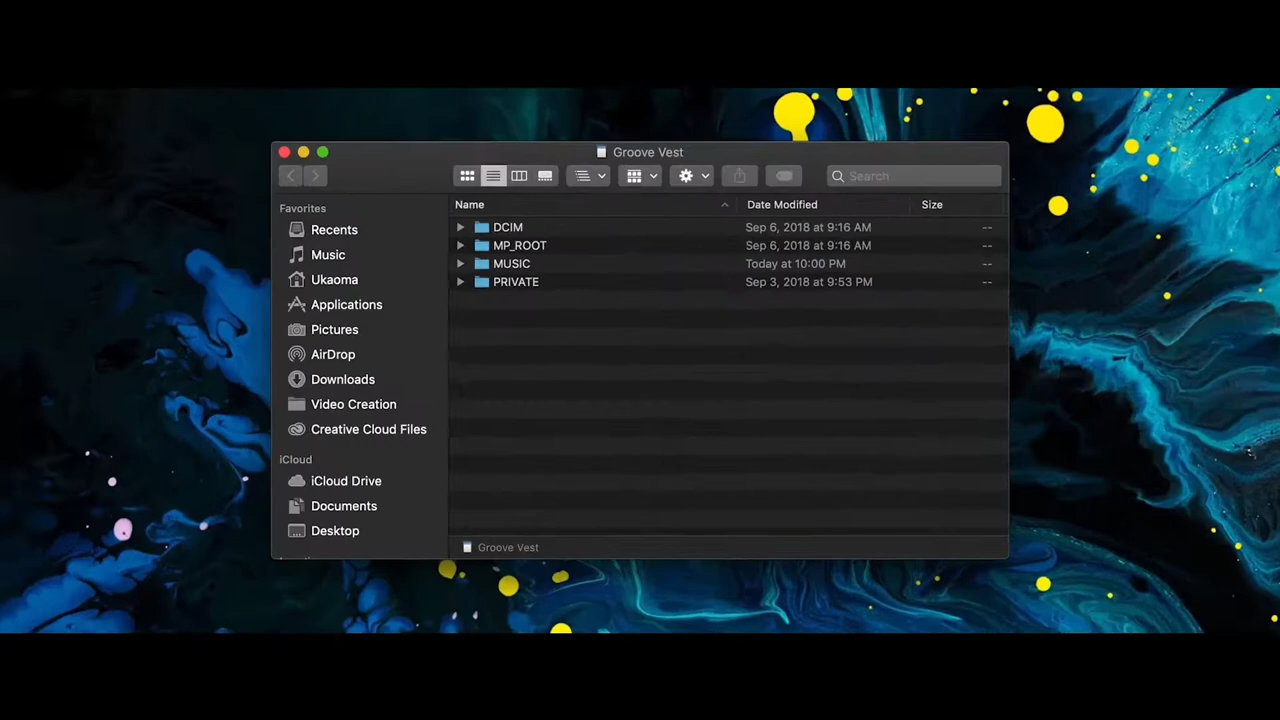 Groove Vest
Search
Favorites
Recents
Music
Ukaoma
Applications
Pictures
AirDrop
Downloads
Video Creation
Creative Cloud Files
iCloud
iCloud Drive
Documents
Desktop
Name Date Modified Size
DCIM Sep 6, 2018 at 9:16 AM --
MP_ROOT Sep 6, 2018 at 9:16 AM --
MUSIC Today at 10:00 PM --
PRIVATE Sep 3, 2018 at 9:53 PM --
Groove Vest